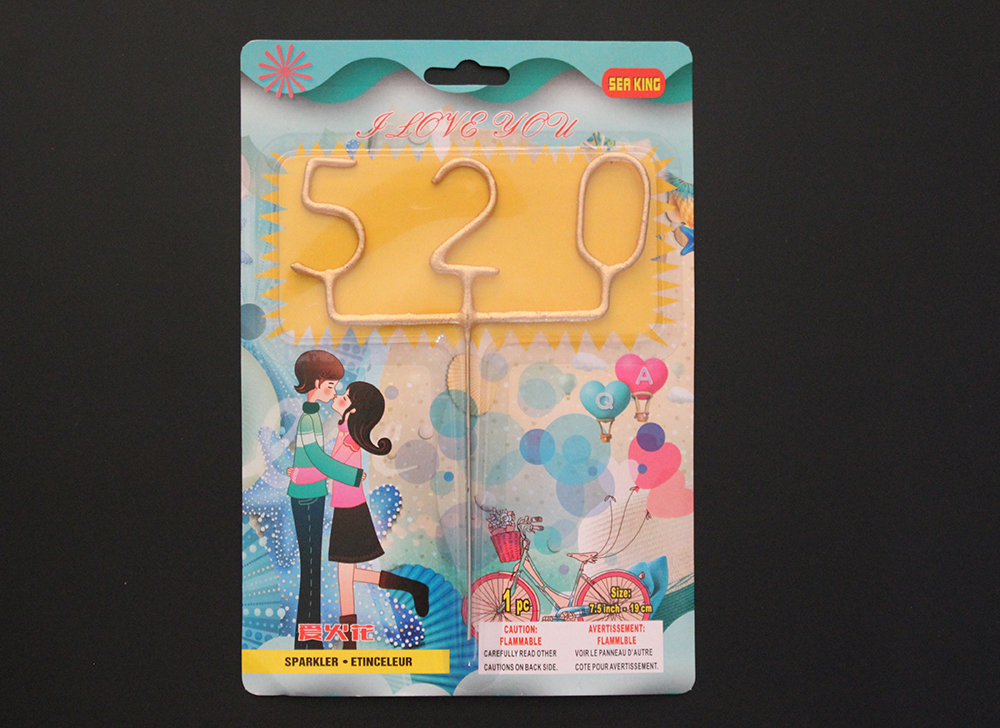 SEA KING
I LOVE YOU
520
A
Q
1 pc
Size:
7.5 inch - 19 cm
爱火花
SPARKLER • ETINCELEUR
CAUTION:
FLAMMABLE
CAREFULLY READ OTHER
CAUTIONS ON BACK SIDE.
AVERTISSEMENT:
FLAMMLBLE
VOIR LE PANNEAU D'AUTRE
COTE POUR AVERTISSEMENT.